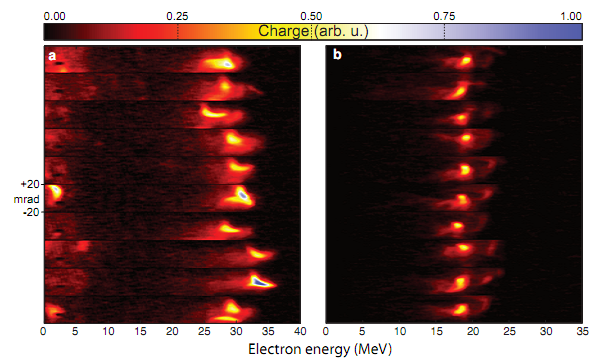 0.00 0.25 0.50 0.75 1.00
Charge (arb. u.)
a b
+20
mrad
-20
0 5 10 15 20 25 30 35 40 0 5 10 15 20 25 30 35
Electron energy (MeV)